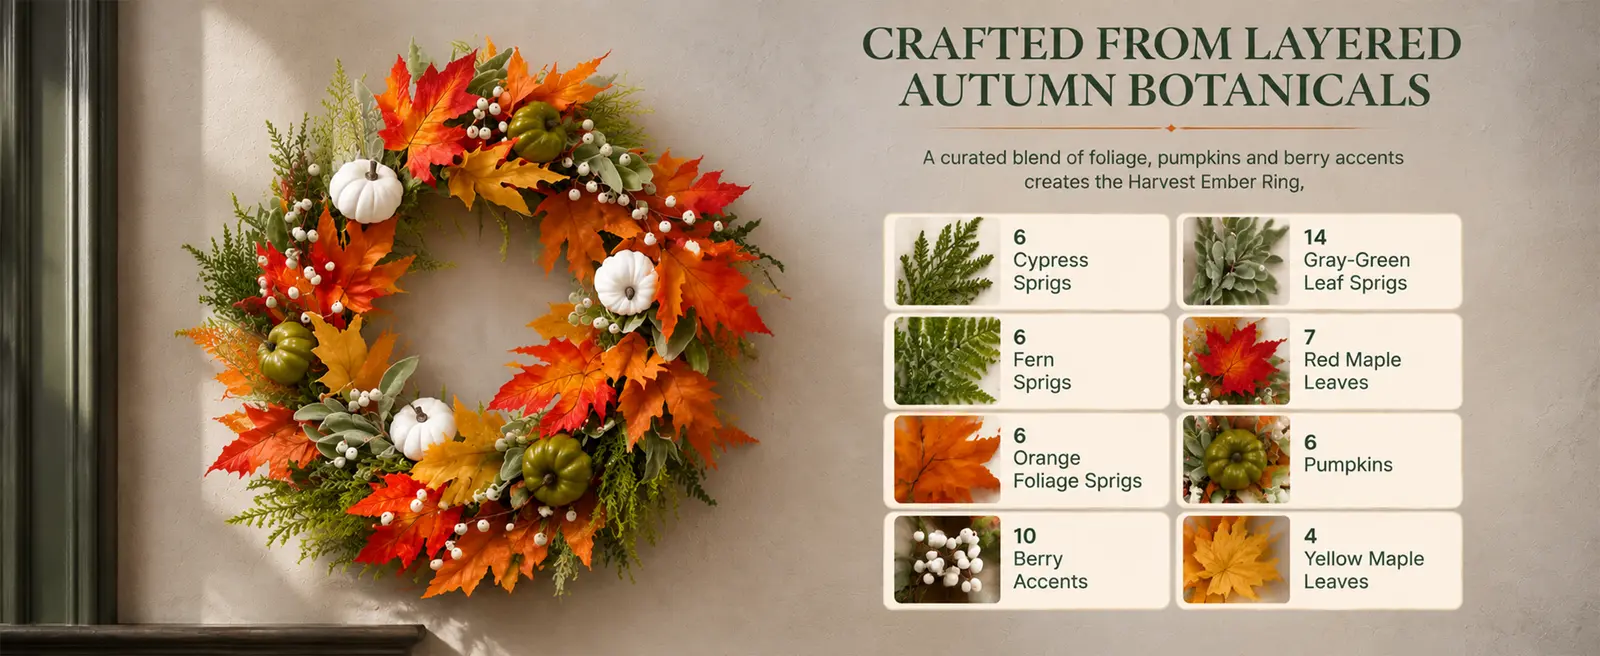 CRAFTED FROM LAYERED
AUTUMN BOTANICALS
A curated blend of foliage, pumpkins and berry accents
creates the Harvest Ember Ring,
6
Cypress
Sprigs
14
Gray-Green
Leaf Sprigs
6
Fern
Sprigs
7
Red Maple
Leaves
6
Orange
Foliage Sprigs
6
Pumpkins
10
Berry
Accents
4
Yellow Maple
Leaves